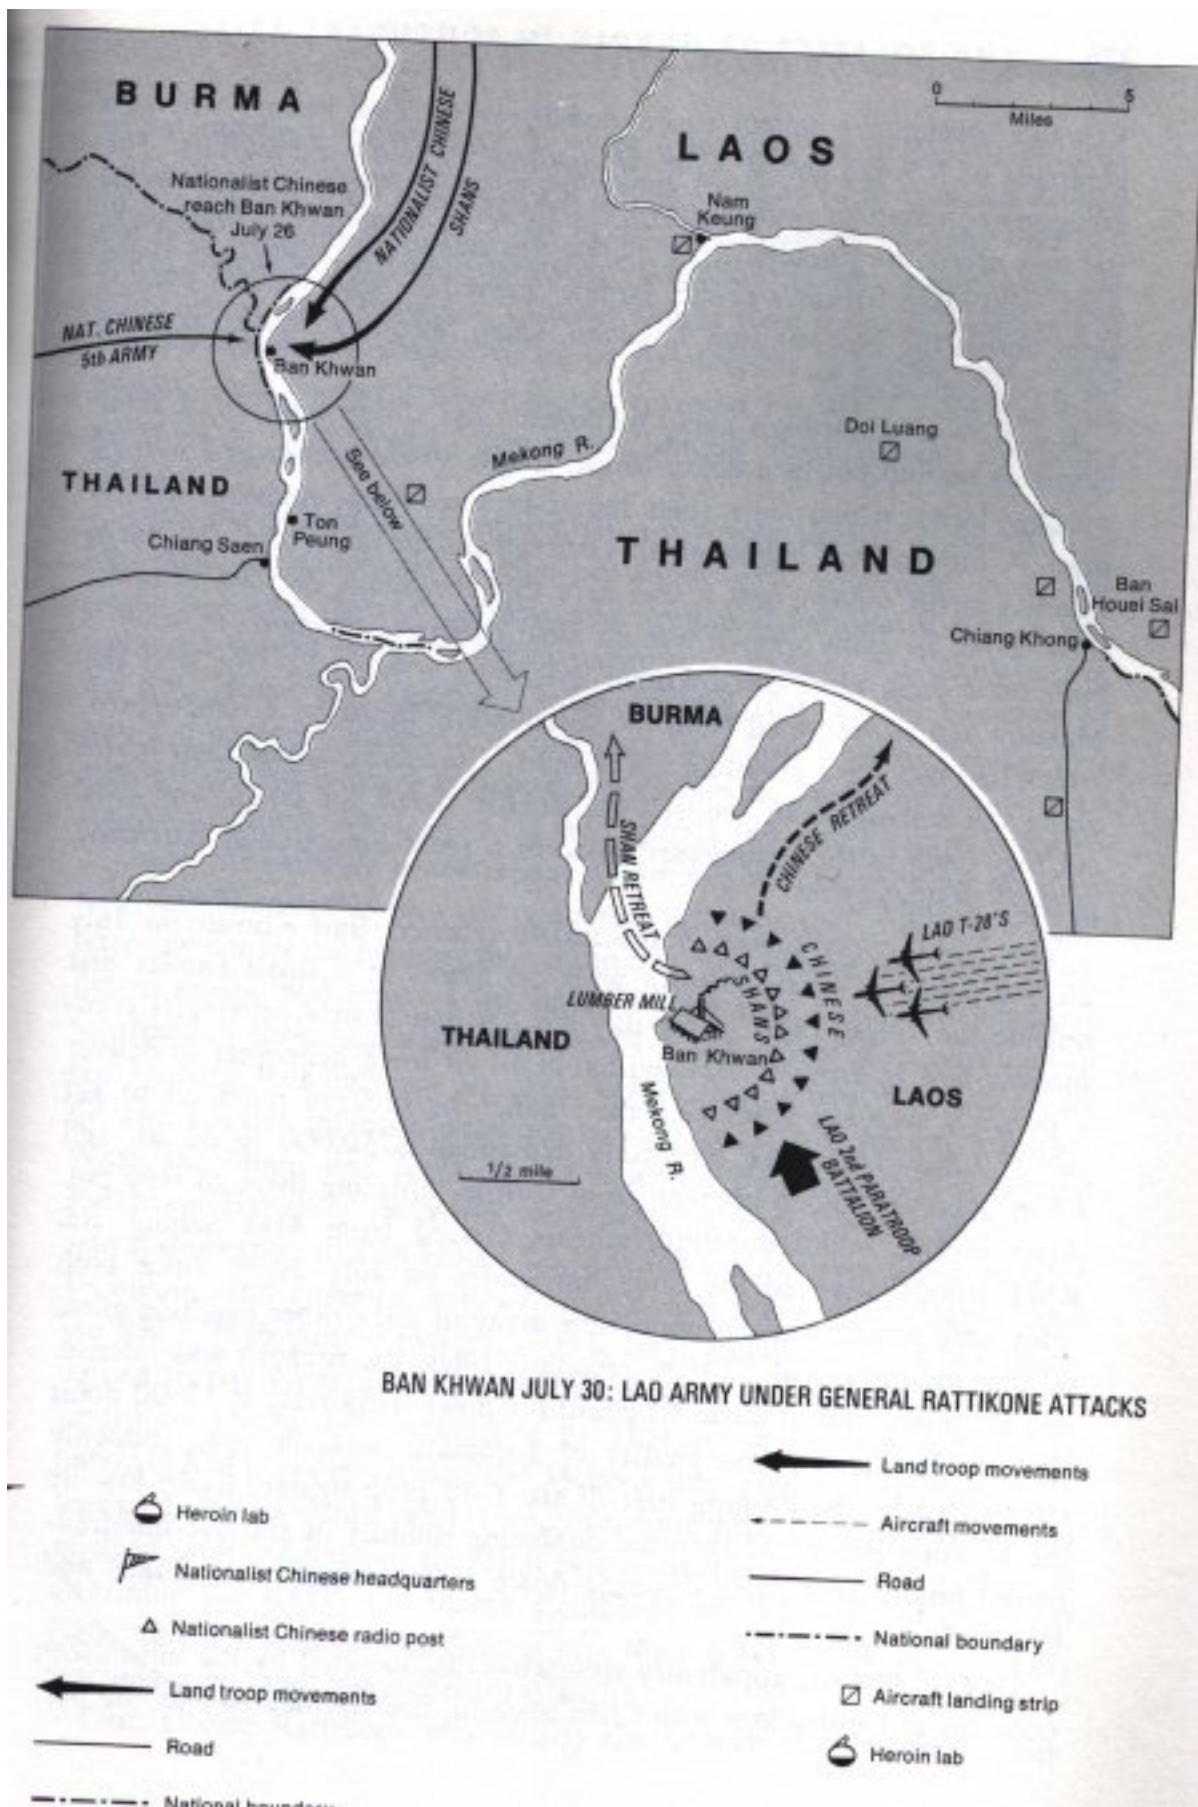 BURMA
LAOS
0 5
Miles
NATIONALIST CHINESE
SHANS
Nationalist Chinese
reach Ban Khwan
July 26
Nam
Keung
NAT. CHINESE
5th ARMY
Ban Khwan
Doi Luang
Mekong R.
See below
THAILAND
Ton
Peung
Chiang Saen
THAILAND
Ban
Houei Sai
Chiang Khong
BURMA
SHAN RETREAT
CHINESE RETREAT
LAO T-28'S
CHINESE
SHANS
LUMBER MILL
THAILAND
Ban Khwan
LAOS
Mekong R.
LAO 2nd PARATROOP
BATTALION
1/2 mile
BAN KHWAN JULY 30: LAO ARMY UNDER GENERAL RATTIKONE ATTACKS
Land troop movements
Aircraft movements
Road
National boundary
Aircraft landing strip
Heroin lab
Heroin lab
Nationalist Chinese headquarters
Nationalist Chinese radio post
Land troop movements
Road
National boundary